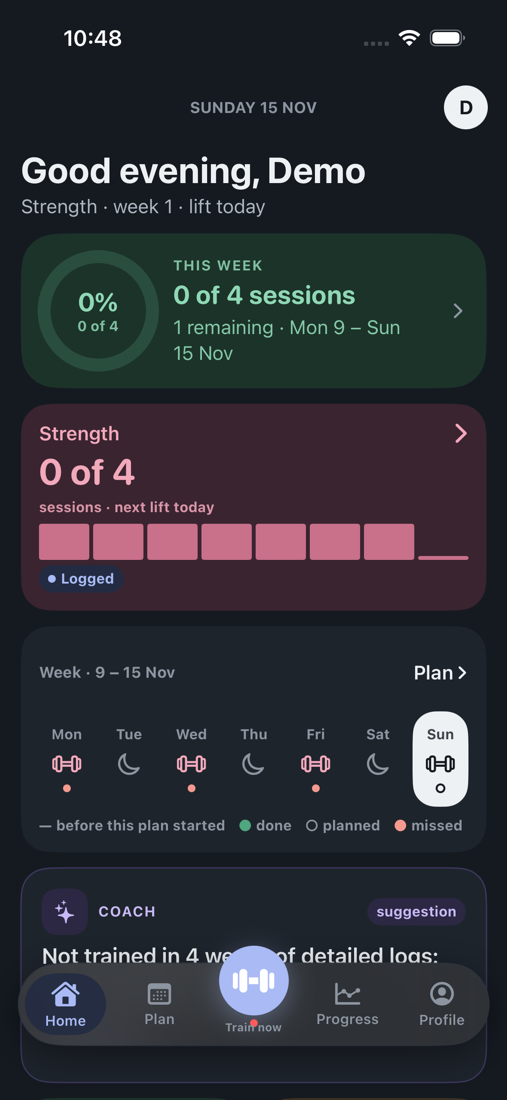 10:48
SUNDAY 15 NOV
D
Good evening, Demo
Strength · week 1 · lift today
THIS WEEK
0%
0 of 4
0 of 4 sessions
1 remaining · Mon 9 – Sun
15 Nov
Strength
0 of 4
sessions · next lift today
Logged
Week · 9 – 15 Nov
Plan
Mon Tue Wed Thu Fri Sat Sun
— before this plan started done planned missed
COACH
suggestion
Not trained in 4 of detailed logs:
Home Plan Train now Progress Profile